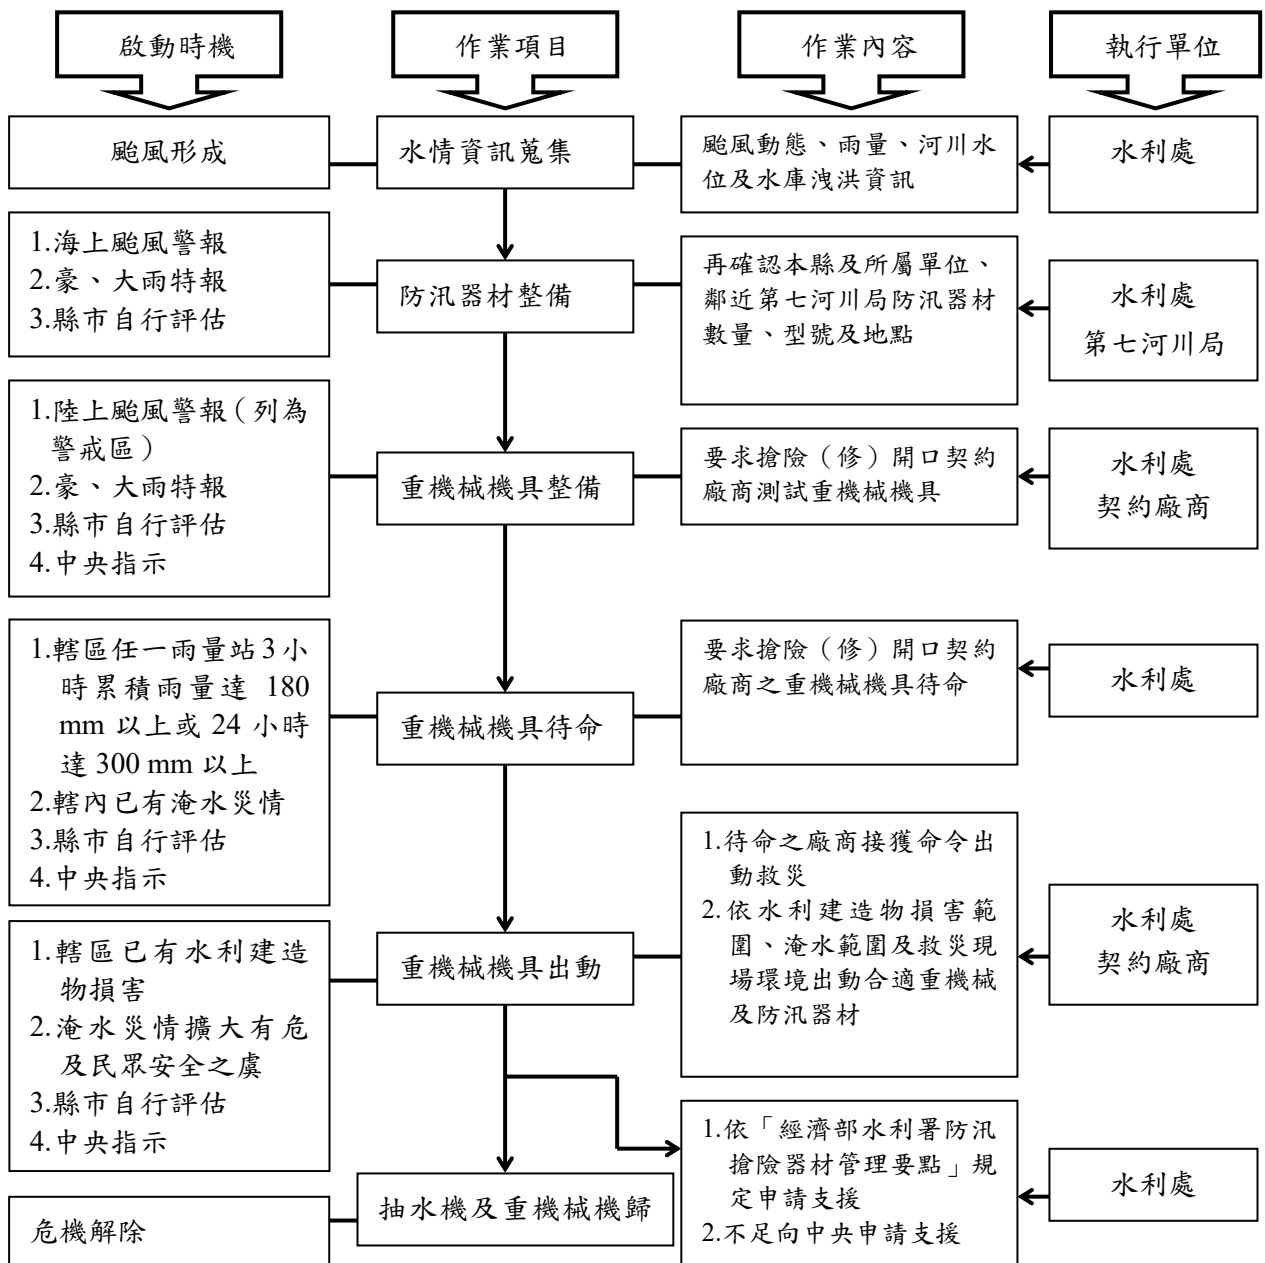 啟動時機
作業項目
作業內容
執行單位
颱風形成
水情資訊蒐集
颱風動態、雨量、河川水
位及水庫洩洪資訊
水利處
1.海上颱風警報
2.豪、大雨特報
3.縣市自行評估
防汛器材整備
再確認本縣及所屬單位、
鄰近第七河川局防汛器材
數量、型號及地點
水利處
第七河川局
1.陸上颱風警報（列為
警戒區）
2.豪、大雨特報
3.縣市自行評估
4.中央指示
重機械機具整備
要求搶險（修）開口契約
廠商測試重機械機具
水利處
契約廠商
1.轄區任一雨量站3小
時累積雨量達 180
mm 以上或 24 小時
達 300 mm 以上
2.轄內已有淹水災情
3.縣市自行評估
4.中央指示
重機械機具待命
要求搶險（修）開口契約
廠商之重機械機具待命
水利處
1.轄區已有水利建造
物損害
2.淹水災情擴大有危
及民眾安全之虞
3.縣市自行評估
4.中央指示
重機械機具出動
1.待命之廠商接獲命令出
動救災
2.依水利建造物損害範
圍、淹水範圍及救災現
場環境出動合適重機械
及防汛器材
水利處
契約廠商
危機解除
抽水機及重機械機歸
1.依「經濟部水利署防汛
搶險器材管理要點」規
定申請支援
2.不足向中央申請支援
水利處